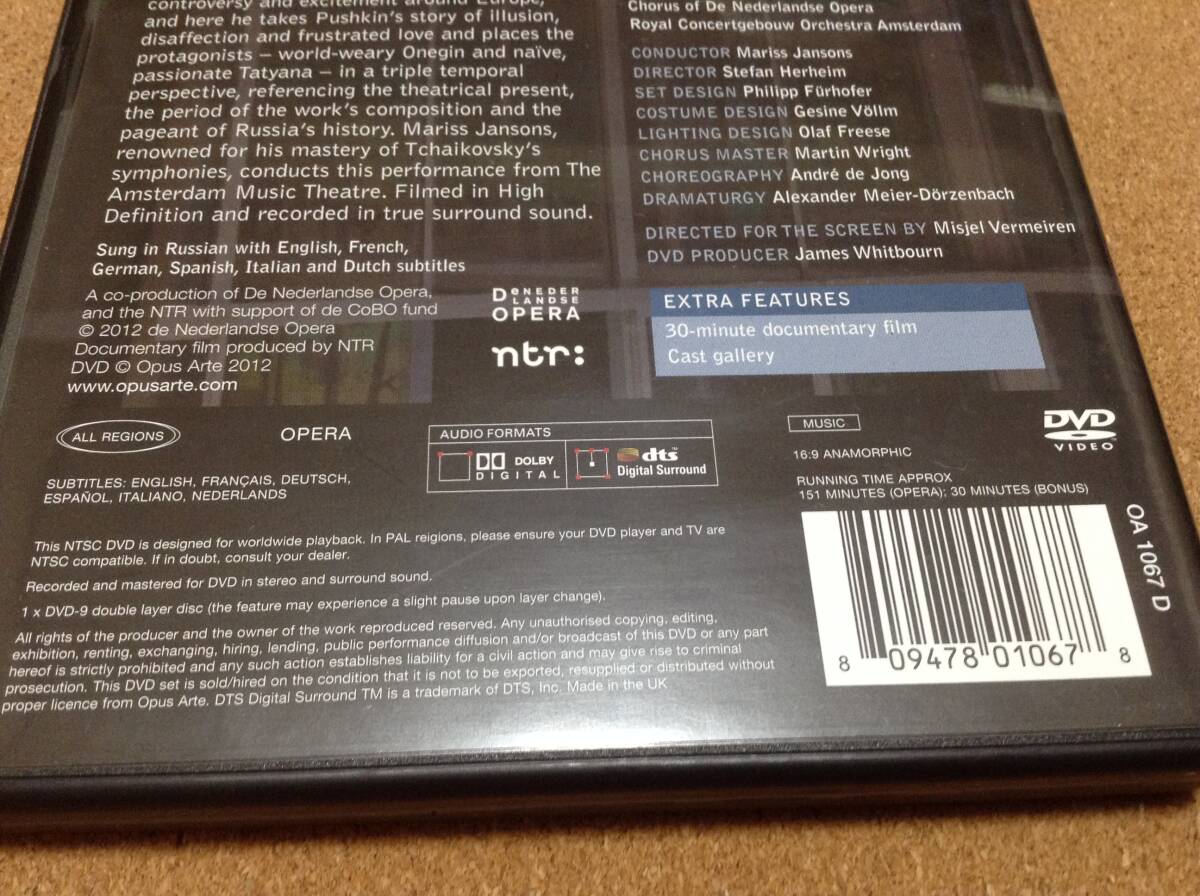 controversy and excitement around Europe,
and here he takes Pushkin's story of illusion,
disaffection and frustrated love and places the
protagonists – world-weary Onegin and naïve,
passionate Tatyana – in a triple temporal
perspective, referencing the theatrical present,
the period of the work's composition and the
pageant of Russia's history. Mariss Jansons,
renowned for his mastery of Tchaikovsky's
symphonies, conducts this performance from The
Amsterdam Music Theatre. Filmed in High
Definition and recorded in true surround sound.
Sung in Russian with English, French,
German, Spanish, Italian and Dutch subtitles
A co-production of De Nederlandse Opera,
and the NTR with support of de CoBO fund
© 2012 de Nederlandse Opera
Documentary film produced by NTR
DVD © Opus Arte 2012
www.opusarte.com
DE NEDER
LANDSE
OPERA
ntr:
Chorus of De Nederlandse Opera
Royal Concertgebouw Orchestra Amsterdam
CONDUCTOR Mariss Jansons
DIRECTOR Stefan Herheim
SET DESIGN Philipp Fürhofer
COSTUME DESIGN Gesine Völlm
LIGHTING DESIGN Olaf Freese
CHORUS MASTER Martin Wright
CHOREOGRAPHY André de Jong
DRAMATURGY Alexander Meier-Dörzenbach
DIRECTED FOR THE SCREEN BY Misjel Vermeiren
DVD PRODUCER James Whitbourn
EXTRA FEATURES
30-minute documentary film
Cast gallery
ALL REGIONS
OPERA
AUDIO FORMATS
DOLBY
DIGITAL
dts™
Digital Surround
MUSIC
DVD
VIDEO™
16:9 ANAMORPHIC
RUNNING TIME APPROX
151 MINUTES (OPERA); 30 MINUTES (BONUS)
SUBTITLES: ENGLISH, FRANÇAIS, DEUTSCH,
ESPAÑOL, ITALIANO, NEDERLANDS
This NTSC DVD is designed for worldwide playback. In PAL reigions, please ensure your DVD player and TV are
NTSC compatible. If in doubt, consult your dealer.
Recorded and mastered for DVD in stereo and surround sound.
1 x DVD-9 double layer disc (the feature may experience a slight pause upon layer change).
All rights of the producer and the owner of the work reproduced reserved. Any unauthorised copying, editing,
exhibition, renting, exchanging, hiring, lending, public performance diffusion and/or broadcast of this DVD or any part
hereof is strictly prohibited and any such action establishes liability for a civil action and may give rise to criminal
prosecution. This DVD set is sold/hired on the condition that it is not to be exported, resupplied or distributed without
proper licence from Opus Arte. DTS Digital Surround TM is a trademark of DTS, Inc. Made in the UK
8 09478 01067 8
OA 1067 D